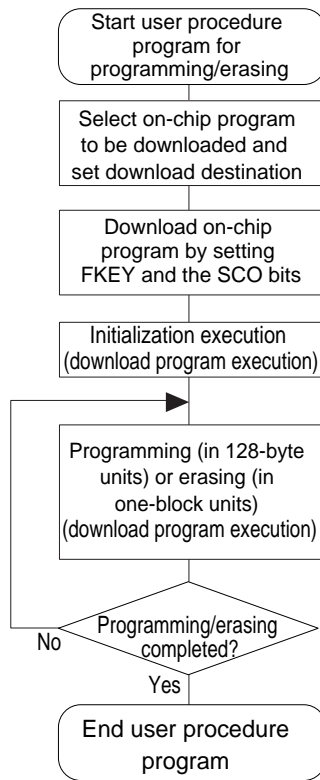 Start user procedure
program for
programming/erasing
Select on-chip program
to be downloaded and
set download destination
Download on-chip
program by setting
FKEY and the SCO bits
Initialization execution
(download program execution)
Programming (in 128-byte
units) or erasing (in
one-block units)
(download program execution)
Programming/erasing
completed?
No
Yes
End user procedure
program